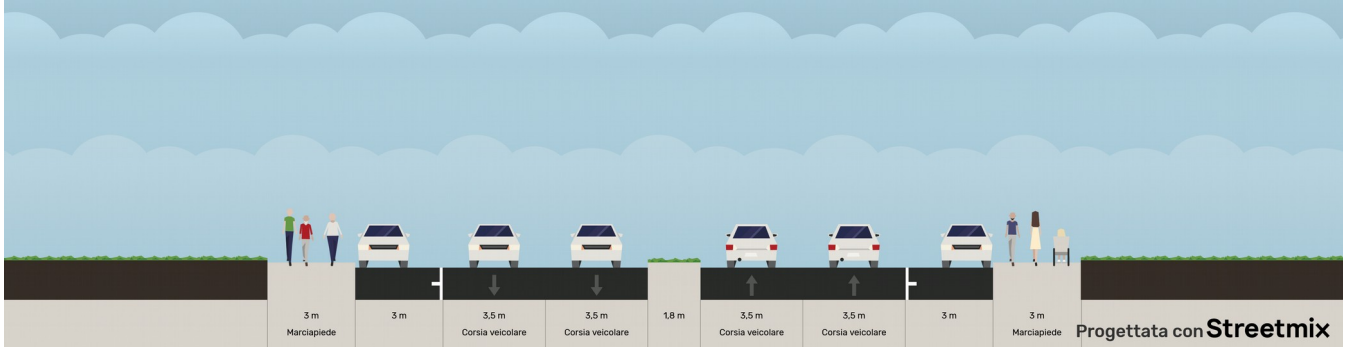 3 m
Marciapiede
3 m
3,5 m
Corsia veicolare
3,5 m
Corsia veicolare
1,8 m
3,5 m
Corsia veicolare
3,5 m
Corsia veicolare
3 m
3 m
Marciapiede
Progettata con Streetmix